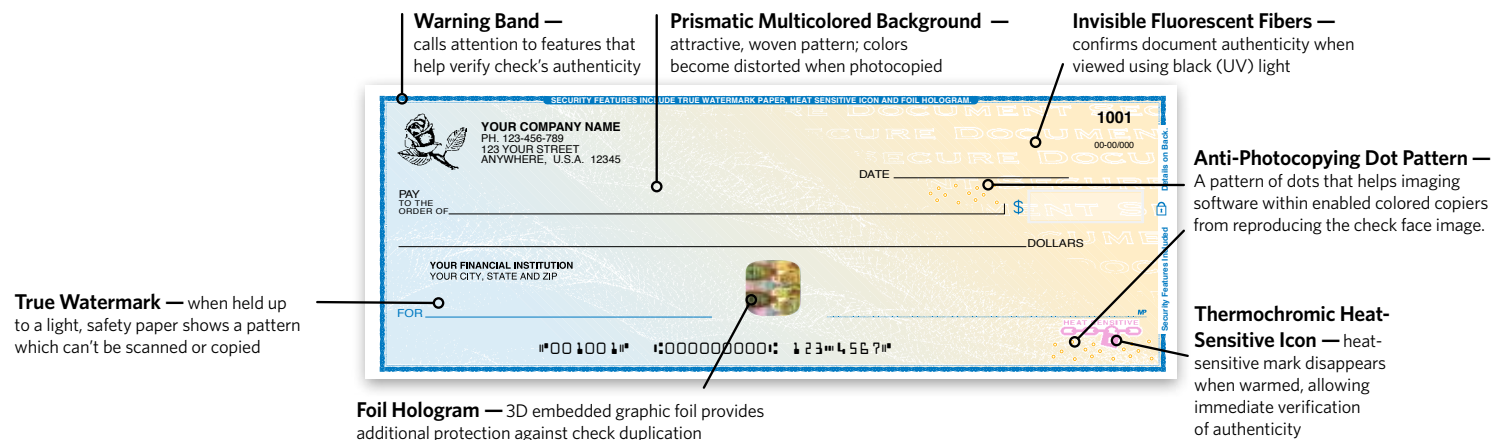 Warning Band —
calls attention to features that
help verify check’s authenticity
Prismatic Multicolored Background —
attractive, woven pattern; colors
become distorted when photocopied
Invisible Fluorescent Fibers —
confirms document authenticity when
viewed using black (UV) light
SECURITY FEATURES INCLUDE TRUE WATERMARK PAPER, HEAT SENSITIVE ICON AND FOIL HOLOGRAM.
YOUR COMPANY NAME
PH. 123-456-789
123 YOUR STREET
ANYWHERE, U.S.A. 12345
1001
00-00/000
DATE
PAY
TO THE
ORDER OF
$
DOLLARS
YOUR FINANCIAL INSTITUTION
YOUR CITY, STATE AND ZIP
FOR
MP
HEAT SENSITIVE
⑈001001⑈ ⑆000000000⑆ 123⑉4567⑈
Security Features Included
Details on Back.
Anti-Photocopying Dot Pattern —
A pattern of dots that helps imaging
software within enabled colored copiers
from reproducing the check face image.
True Watermark — when held up
to a light, safety paper shows a pattern
which can’t be scanned or copied
Thermochromic Heat-
Sensitive Icon — heat-
sensitive mark disappears
when warmed, allowing
immediate verification
of authenticity
Foil Hologram — 3D embedded graphic foil provides
additional protection against check duplication